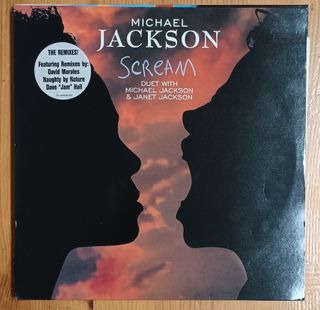 MICHAEL
JACKSON
SCREAM
DUET WITH
MICHAEL JACKSON
& JANET JACKSON
THE REMIXES!
Featuring Remixes by:
David Morales
Naughty by Nature
Dave "Jam" Hall